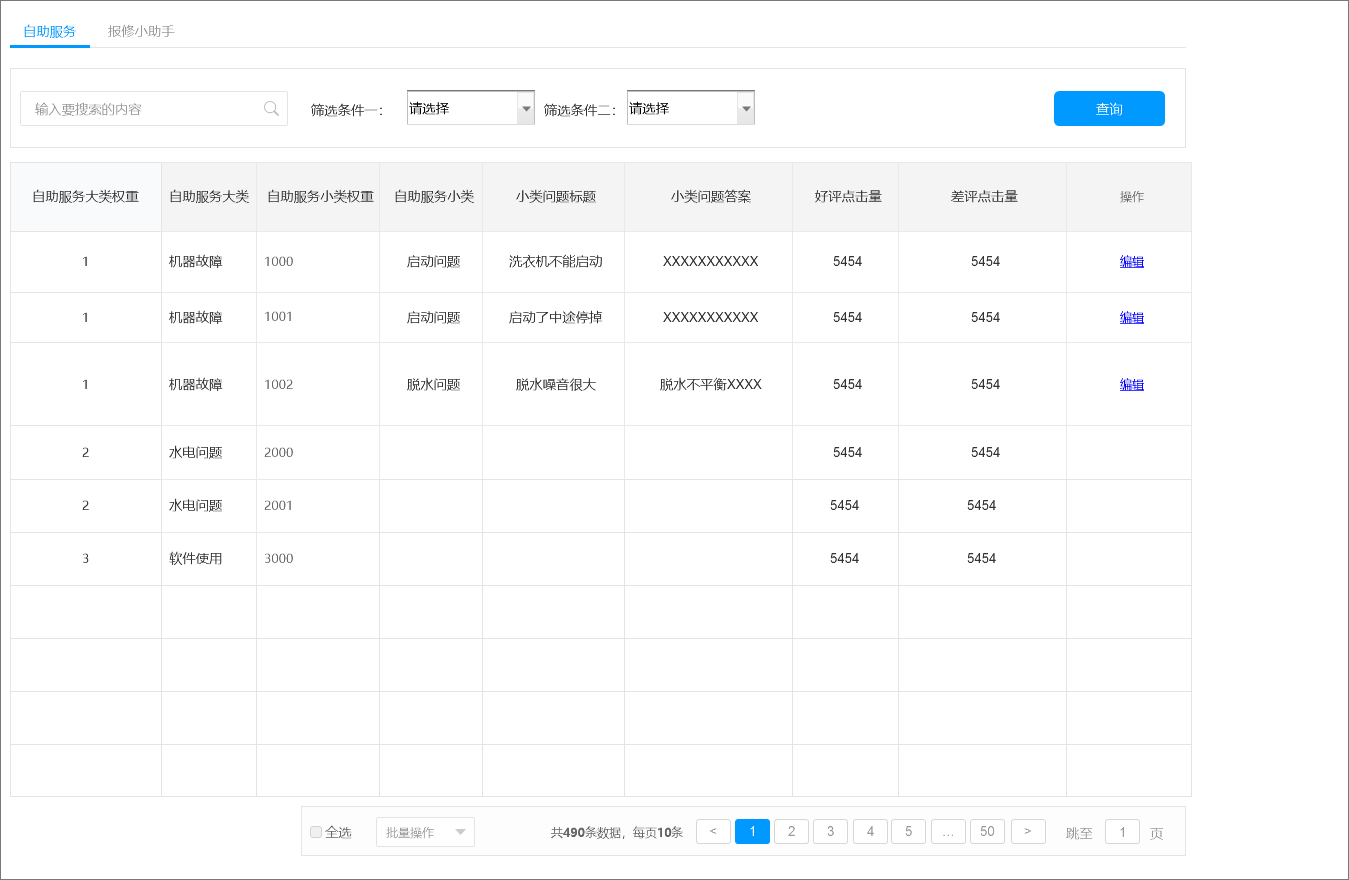 自助服务 报修小助手
输入要搜索的内容 筛选条件一: 请选择 筛选条件二: 请选择 查询
自助服务大类权重 自助服务大类 自助服务小类权重 自助服务小类 小类问题标题 小类问题答案 好评点击量 差评点击量 操作
1 机器故障 1000 启动问题 洗衣机不能启动 XXXXXXXXXXX 5454 5454 编辑
1 机器故障 1001 启动问题 启动了中途停掉 XXXXXXXXXXX 5454 5454 编辑
1 机器故障 1002 脱水问题 脱水噪音很大 脱水不平衡XXXX 5454 5454 编辑
2 水电问题 2000 5454 5454
2 水电问题 2001 5454 5454
3 软件使用 3000 5454 5454
全选 批量操作 共490条数据，每页10条 < 1 2 3 4 5 ... 50 > 跳至 1 页